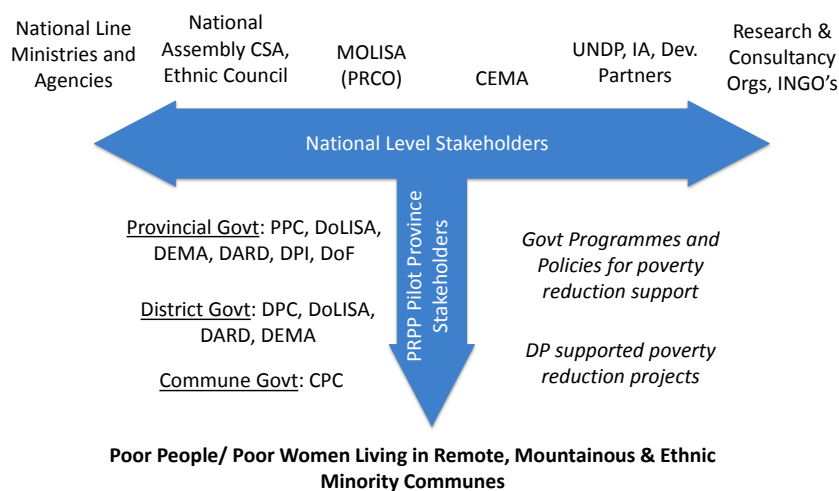 National Line
Ministries and
Agencies
National
Assembly CSA,
Ethnic Council
MOLISA
(PRCO)
CEMA
UNDP, IA, Dev.
Partners
Research &
Consultancy
Orgs, INGO's
National Level Stakeholders
PRPP Pilot Province
Stakeholders
Provincial Govt: PPC, DoLISA,
DEMA, DARD, DPI, DoF
District Govt: DPC, DoLISA,
DARD, DEMA
Commune Govt: CPC
Govt Programmes and
Policies for poverty
reduction support
DP supported poverty
reduction projects
Poor People/ Poor Women Living in Remote, Mountainous & Ethnic
Minority Communes